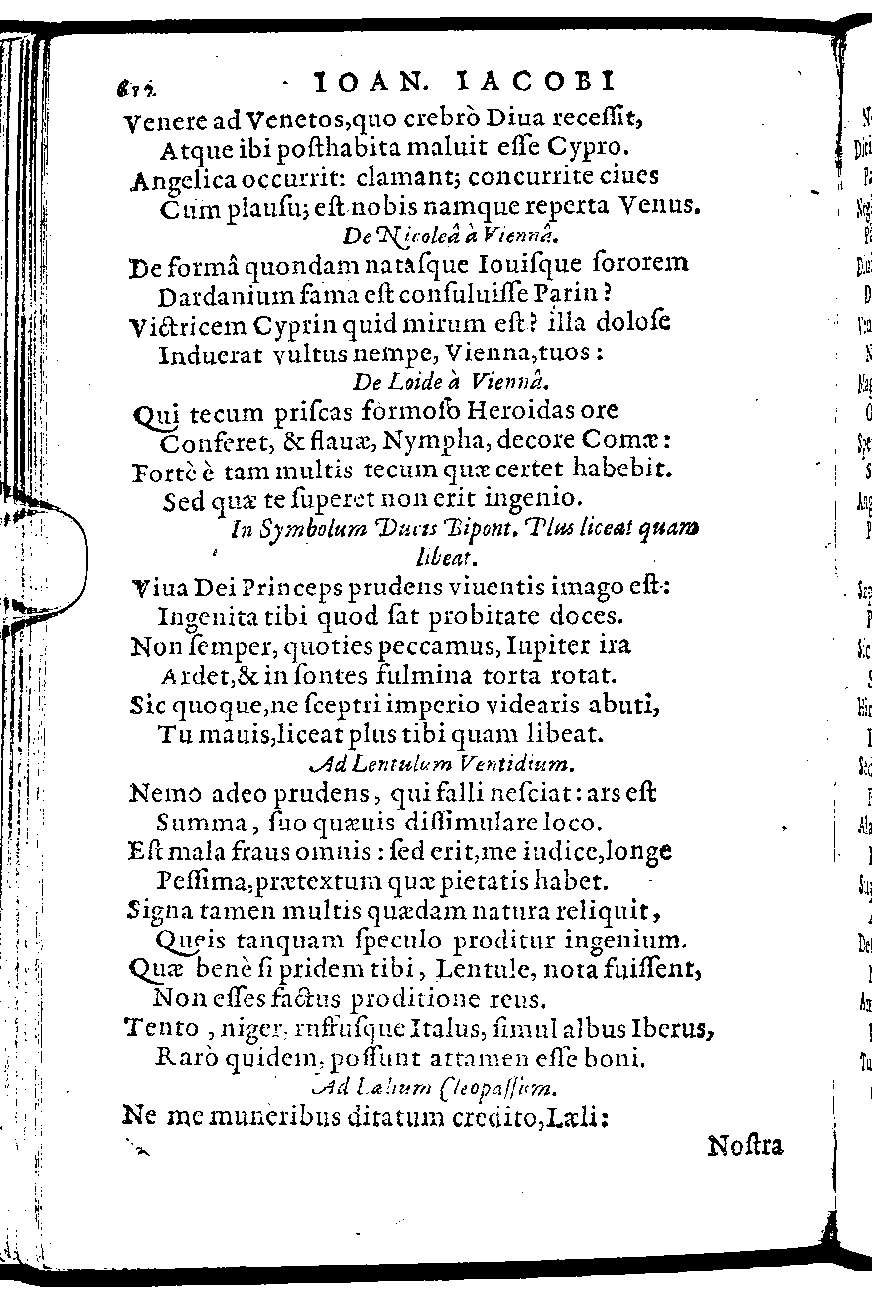 632 IOAN. IACOBI
Venere ad Venetos, quo crebrò Diua recessit,
Atque ibi posthabita maluit esse Cypro.
Angelica occurrit: clamant; concurrite ciues
Cum plausu; est nobis namque reperta Venus.
De Nicoleâ à Viennâ.
De formâ quondam natasque Iouisque sororem
Dardanium fama est consuluisse Parin?
Victricem Cyprin quid mirum est? illa dolose
Induerat vultus nempe, Vienna, tuos:
De Loide à Viennâ.
Qui tecum priscas formoso Heroidas ore
Conferet, & flauæ, Nympha, decore Comæ:
Fortè è tam multis tecum quæ certet habebit.
Sed quæ te superet non erit ingenio.
In Symbolum Ducis Bipont. Plus liceat quam
libeat.
Viua Dei Princeps prudens viuentis imago est:
Ingenita tibi quod sat probitate doces.
Non semper, quoties peccamus, Iupiter ira
Ardet, & in sontes fulmina torta rotat.
Sic quoque, ne sceptri imperio videaris abuti,
Tu mauis, liceat plus tibi quam libeat.
Ad Lentulum Ventidium.
Nemo adeo prudens, qui falli nesciat: ars est
Summa, suo quæuis dissimulare loco.
Est mala fraus omnis: sed erit, me iudice, longe
Pessima, prætextum quæ pietatis habet.
Signa tamen multis quædam natura reliquit,
Queis tanquam speculo proditur ingenium.
Quæ benè si pridem tibi, Lentule, nota fuissent,
Non esses factus proditione reus.
Tento, niger, russusque Italus, simul albus Iberus,
Rarò quidem, possunt attamen esse boni.
Ad Lælium Cleopassum.
Ne me muneribus ditatum credito, Læli:
Nostra